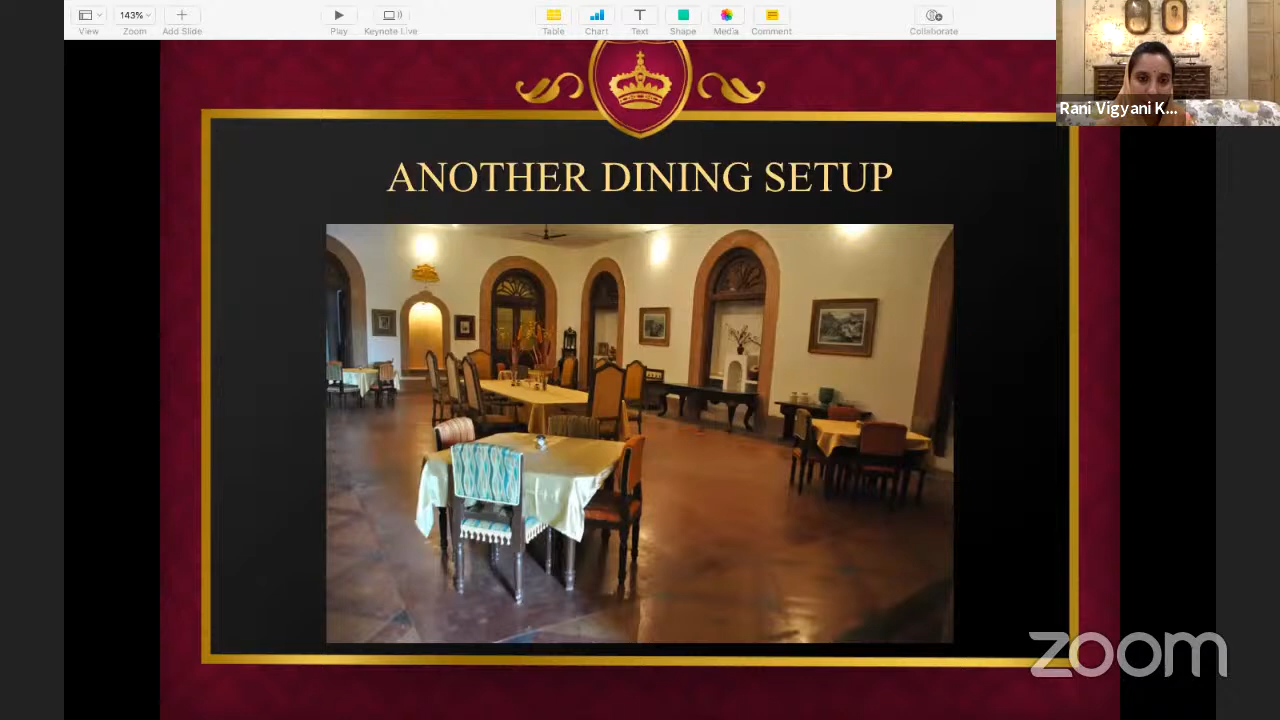 143%
View
Zoom
Add Slide
Play
Keynote Live
Table
Chart
Text
Shape
Media
Comment
Collaborate
Rani Vigyani K...
ANOTHER DINING SETUP
zoom